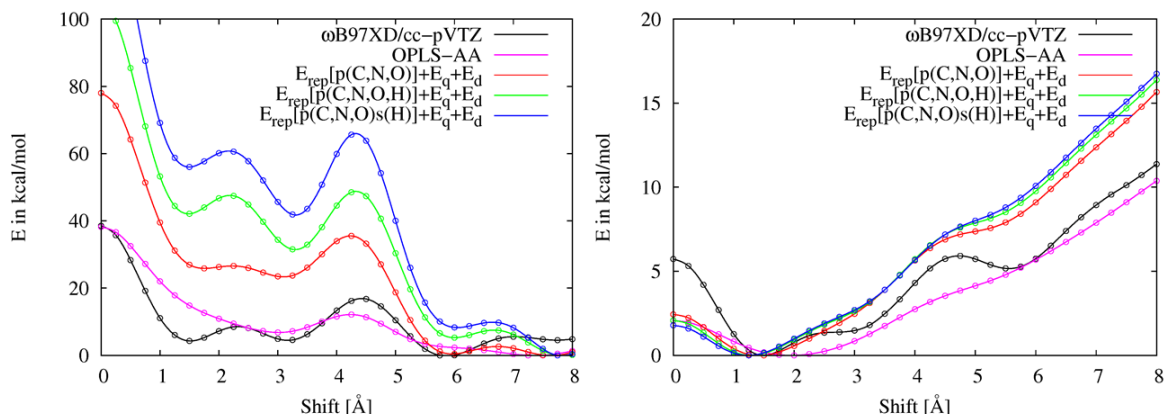 100
80
60
40
20
0
E in kcal/mol
ωB97XD/cc−pVTZ
OPLS−AA
E_rep[p(C,N,O)]+E_q+E_d
E_rep[p(C,N,O,H)]+E_q+E_d
E_rep[p(C,N,O)s(H)]+E_q+E_d
0 1 2 3 4 5 6 7 8
Shift [Å]
20
15
10
5
0
E in kcal/mol
ωB97XD/cc−pVTZ
OPLS−AA
E_rep[p(C,N,O)]+E_q+E_d
E_rep[p(C,N,O,H)]+E_q+E_d
E_rep[p(C,N,O)s(H)]+E_q+E_d
0 1 2 3 4 5 6 7 8
Shift [Å]